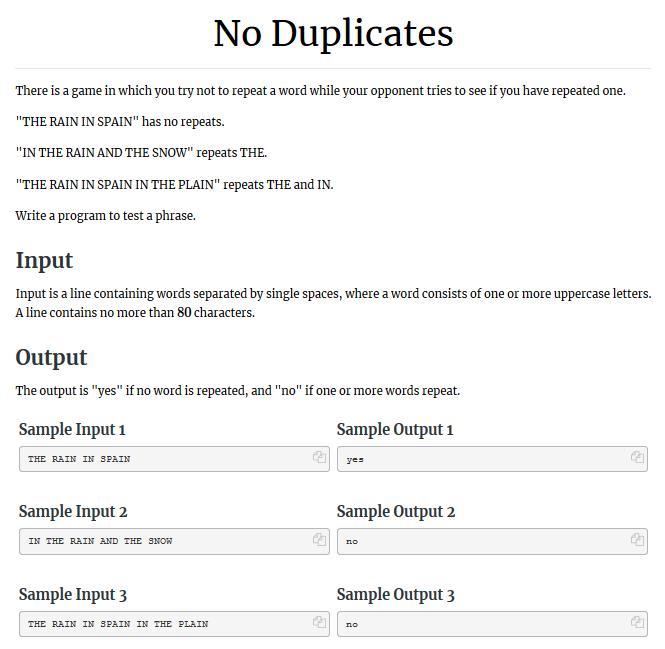 No Duplicates
There is a game in which you try not to repeat a word while your opponent tries to see if you have repeated one.
"THE RAIN IN SPAIN" has no repeats.
"IN THE RAIN AND THE SNOW" repeats THE.
"THE RAIN IN SPAIN IN THE PLAIN" repeats THE and IN.
Write a program to test a phrase.
Input
Input is a line containing words separated by single spaces, where a word consists of one or more uppercase letters.
A line contains no more than 80 characters.
Output
The output is "yes" if no word is repeated, and "no" if one or more words repeat.
Sample Input 1 Sample Output 1
THE RAIN IN SPAIN yes
Sample Input 2 Sample Output 2
IN THE RAIN AND THE SNOW no
Sample Input 3 Sample Output 3
THE RAIN IN SPAIN IN THE PLAIN no